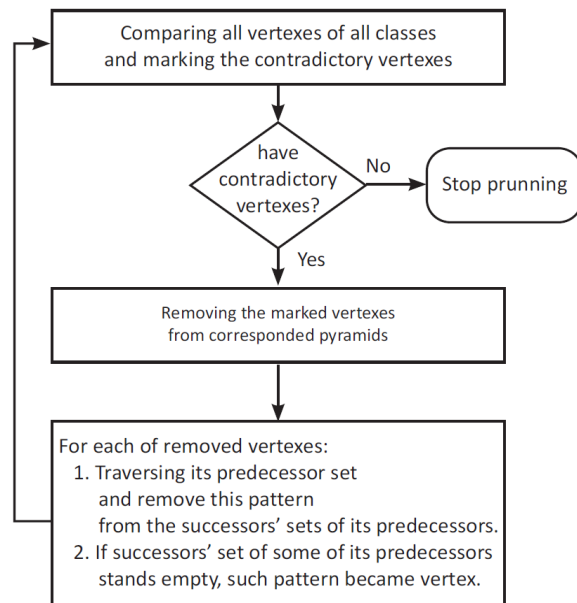 Comparing all vertexes of all classes
and marking the contradictory vertexes
have
contradictory
vertexes?
No
Stop prunning
Yes
Removing the marked vertexes
from corresponded pyramids
For each of removed vertexes:
1. Traversing its predecessor set
and remove this pattern
from the successors’ sets of its predecessors.
2. If successors’ set of some of its predecessors
stands empty, such pattern became vertex.